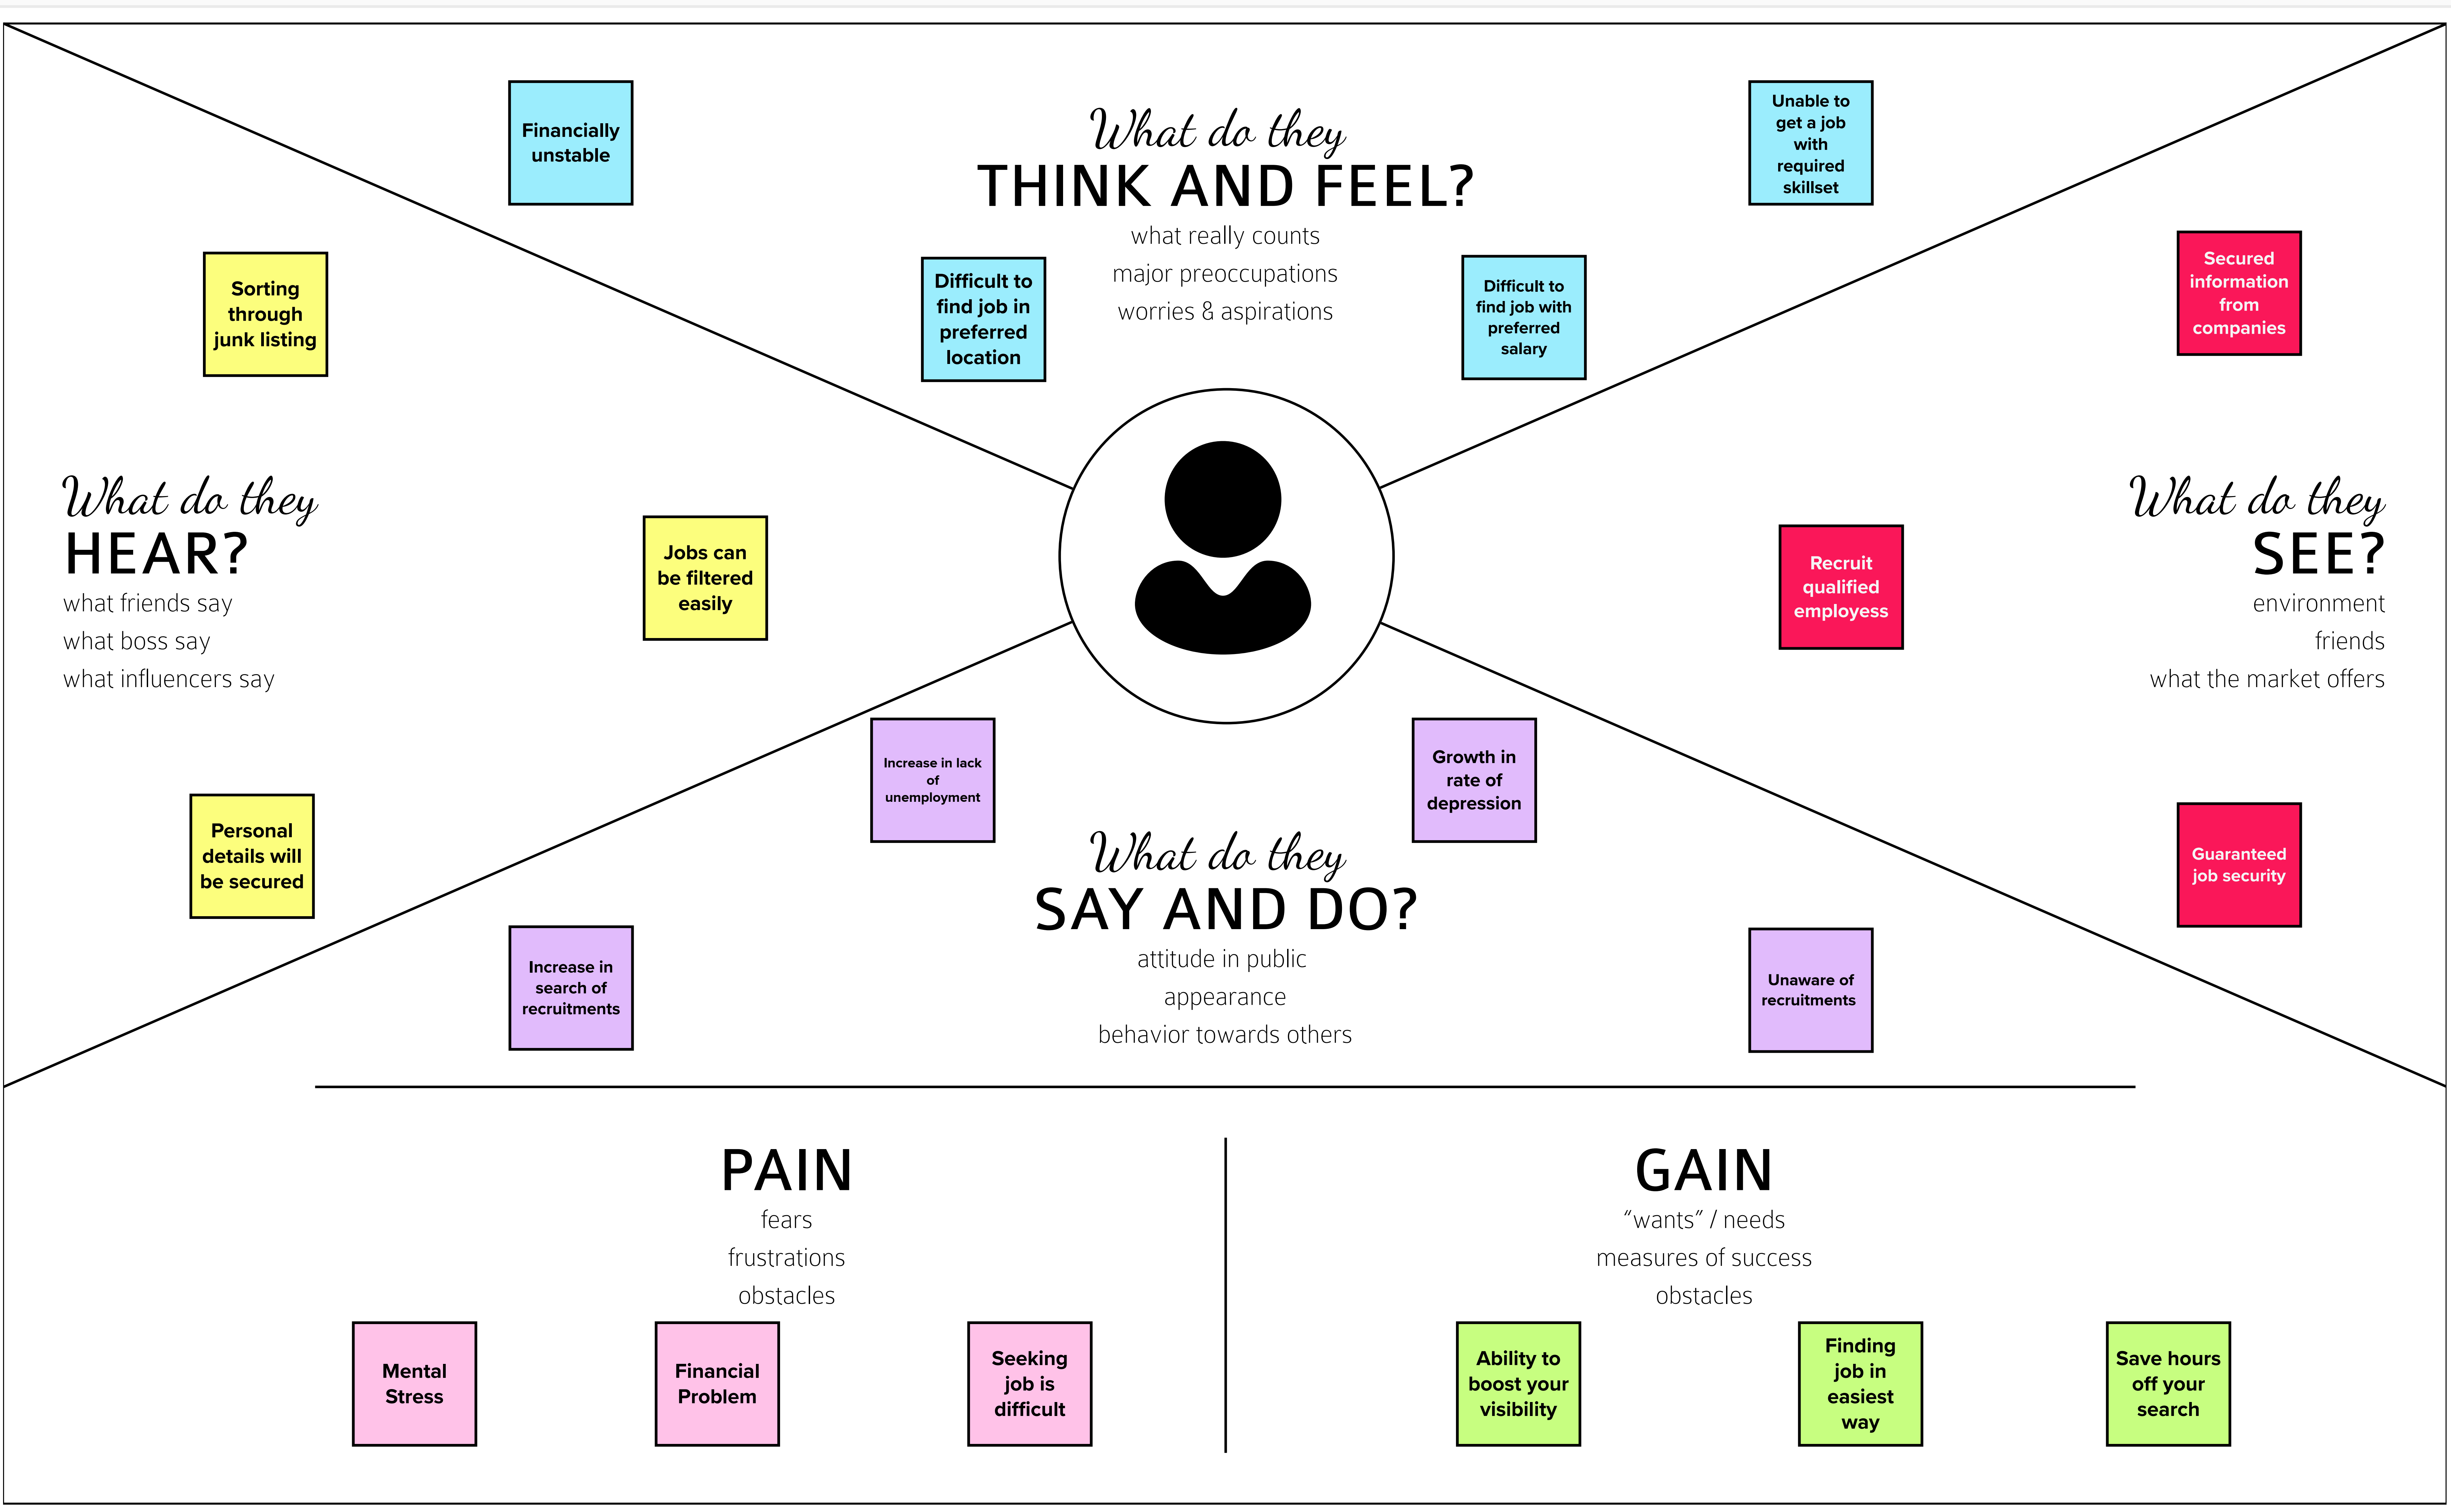 Financially
unstable
What do they
THINK AND FEEL?
what really counts
major preoccupations
worries & aspirations
Unable to
get a job
with
required
skillset
Difficult to
find job in
preferred
location
Difficult to
find job with
preferred
salary
Sorting
through
junk listing
What do they
HEAR?
what friends say
what boss say
what influencers say
Jobs can
be filtered
easily
Personal
details will
be secured
Secured
information
from
companies
What do they
SEE?
environment
friends
what the market offers
Recruit
qualified
employess
Guaranteed
job security
Increase in lack
of
unemployment
Growth in
rate of
depression
What do they
SAY AND DO?
attitude in public
appearance
behavior towards others
Increase in
search of
recruitments
Unaware of
recruitments
PAIN
fears
frustrations
obstacles
Mental
Stress
Financial
Problem
Seeking
job is
difficult
GAIN
“wants” / needs
measures of success
obstacles
Ability to
boost your
visibility
Finding
job in
easiest
way
Save hours
off your
search